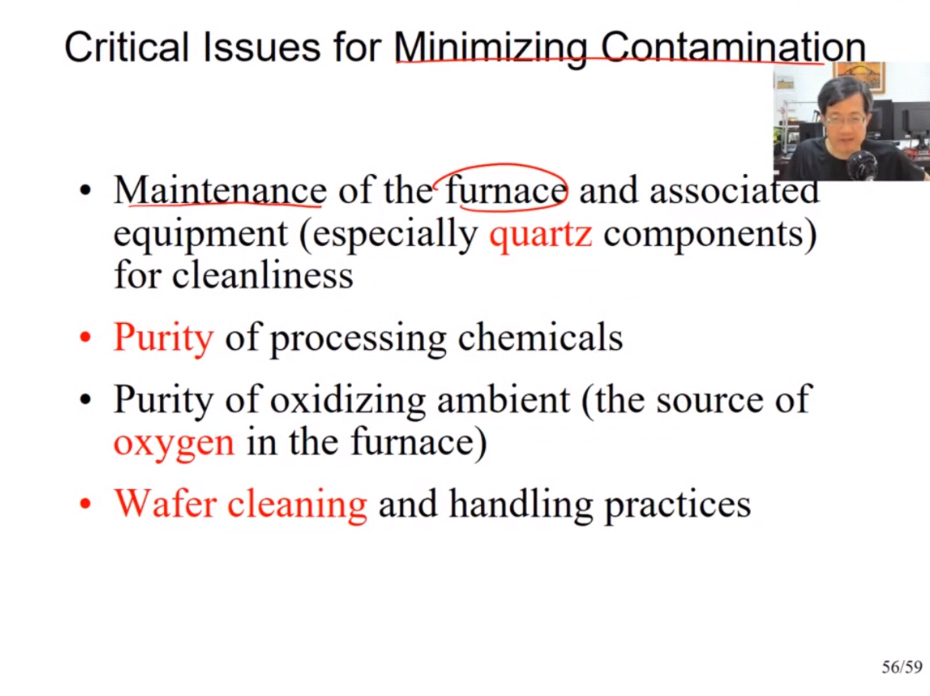 Critical Issues for Minimizing Contamination
• Maintenance of the furnace and associated
equipment (especially quartz components)
for cleanliness
• Purity of processing chemicals
• Purity of oxidizing ambient (the source of
oxygen in the furnace)
• Wafer cleaning and handling practices
56/59